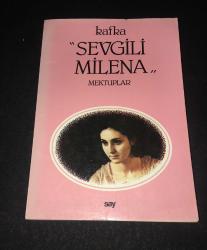 kafka
"SEVGİLİ
MİLENA„
MEKTUPLAR
say